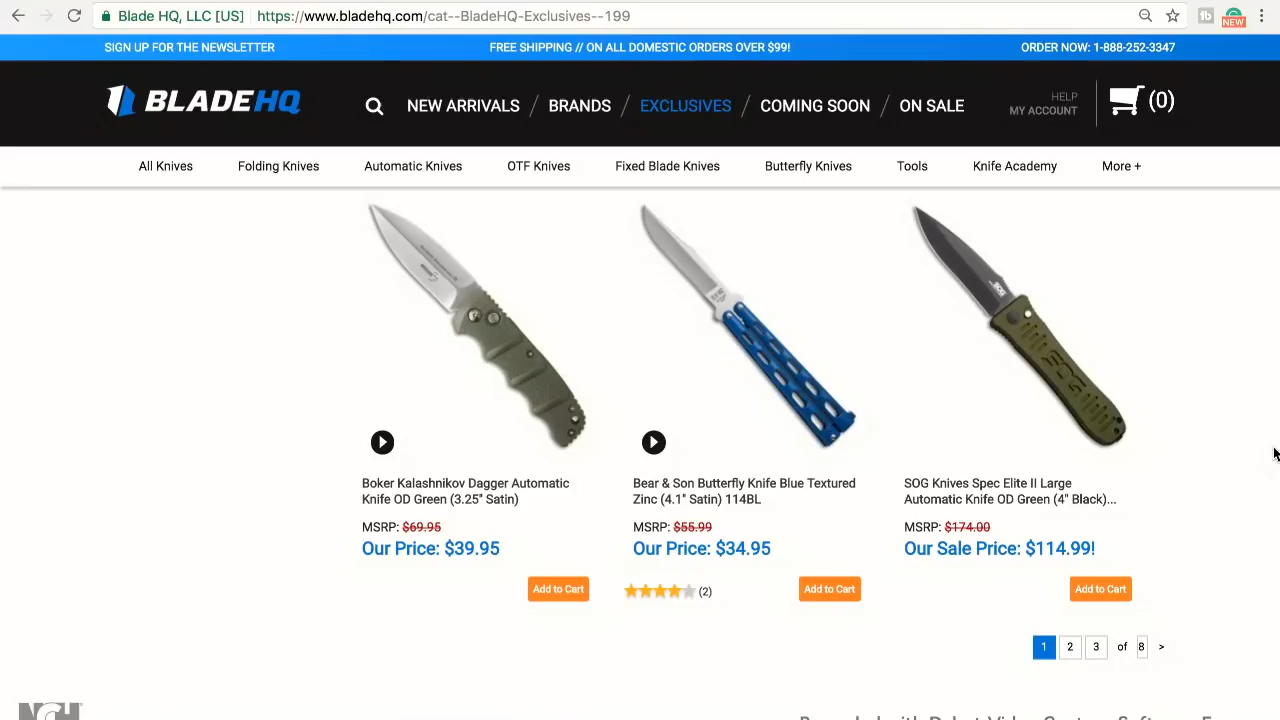 Blade HQ, LLC [US] https://www.bladehq.com/cat--BladeHQ-Exclusives--199
NEW
SIGN UP FOR THE NEWSLETTER FREE SHIPPING // ON ALL DOMESTIC ORDERS OVER $99! ORDER NOW: 1-888-252-3347
BLADEHQ NEW ARRIVALS / BRANDS / EXCLUSIVES / COMING SOON / ON SALE HELP
MY ACCOUNT (0)
All Knives Folding Knives Automatic Knives OTF Knives Fixed Blade Knives Butterfly Knives Tools Knife Academy More +
Boker Kalashnikov Dagger Automatic
Knife OD Green (3.25" Satin)
MSRP: $69.95
Our Price: $39.95
Add to Cart
Bear & Son Butterfly Knife Blue Textured
Zinc (4.1" Satin) 114BL
MSRP: $55.99
Our Price: $34.95
(2) Add to Cart
SOG
SOG
SOG Knives Spec Elite II Large
Automatic Knife OD Green (4" Black)...
MSRP: $174.00
Our Sale Price: $114.99!
Add to Cart
1 2 3 of 8 >
NCH